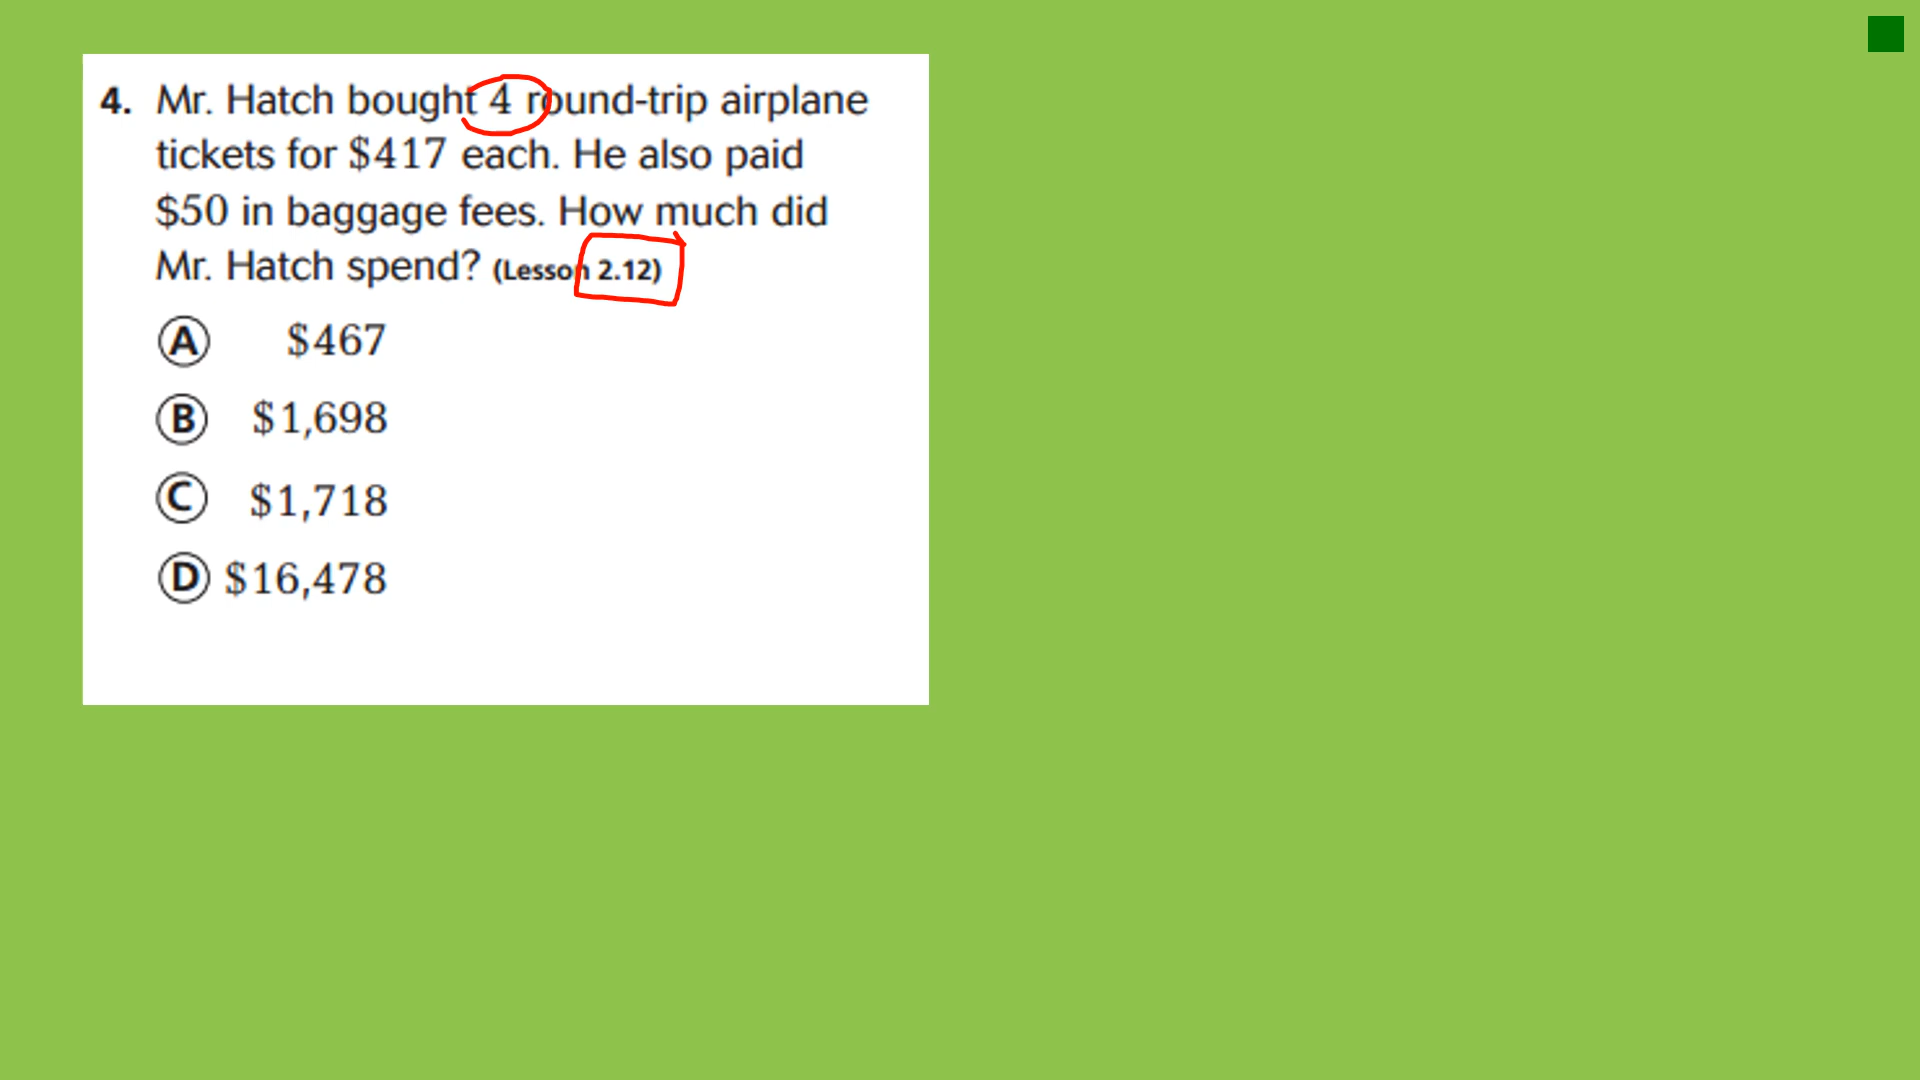 4. Mr. Hatch bought 4 round-trip airplane
tickets for $417 each. He also paid
$50 in baggage fees. How much did
Mr. Hatch spend? (Lesson 2.12)
A $467
B $1,698
C $1,718
D $16,478